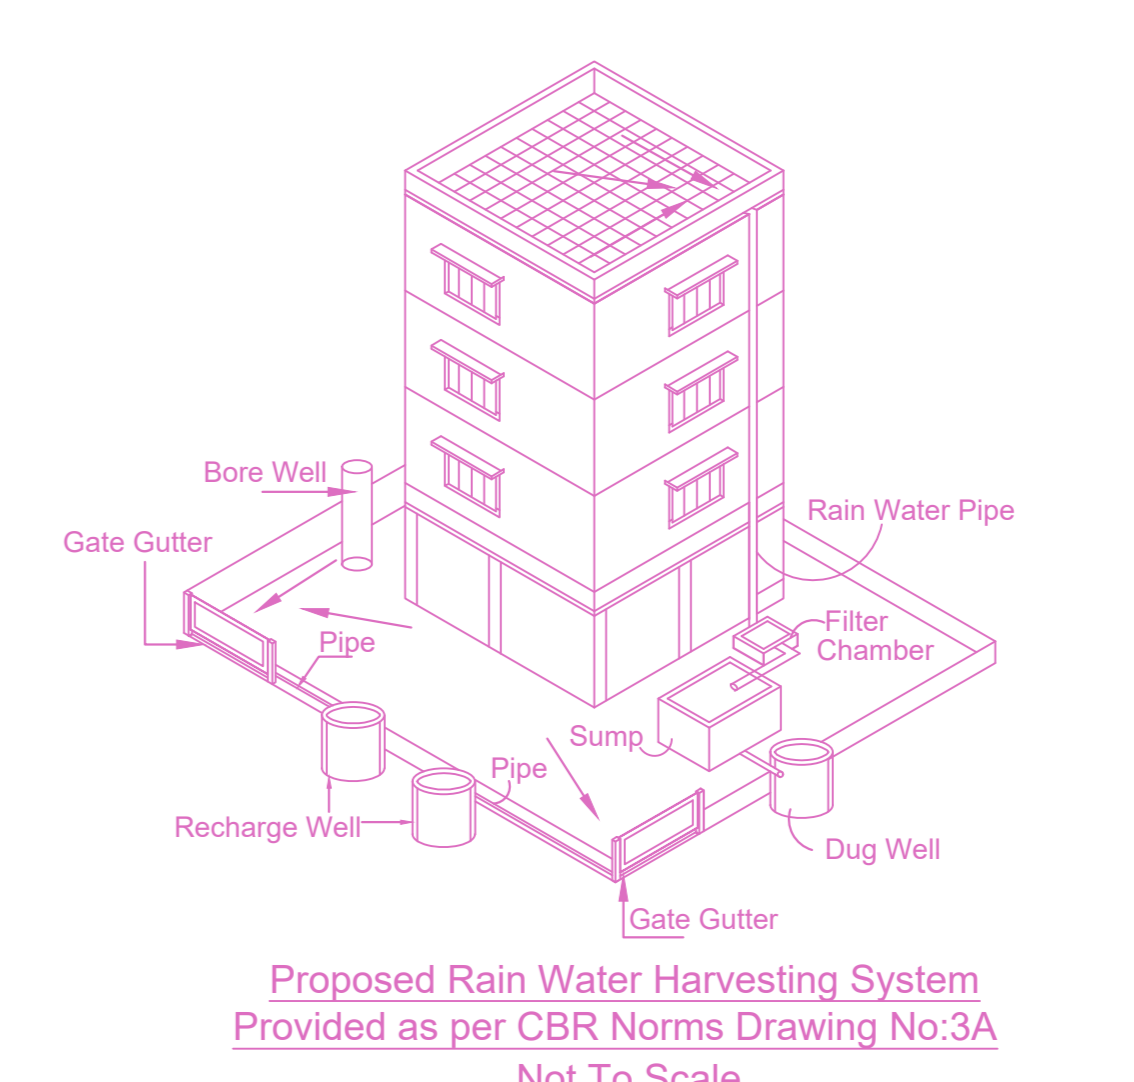 Bore Well
Rain Water Pipe
Gate Gutter
Filter
Chamber
Pipe
Sump
Pipe
Recharge Well
Dug Well
Gate Gutter
Proposed Rain Water Harvesting System
Provided as per CBR Norms Drawing No:3A
Not To Scale